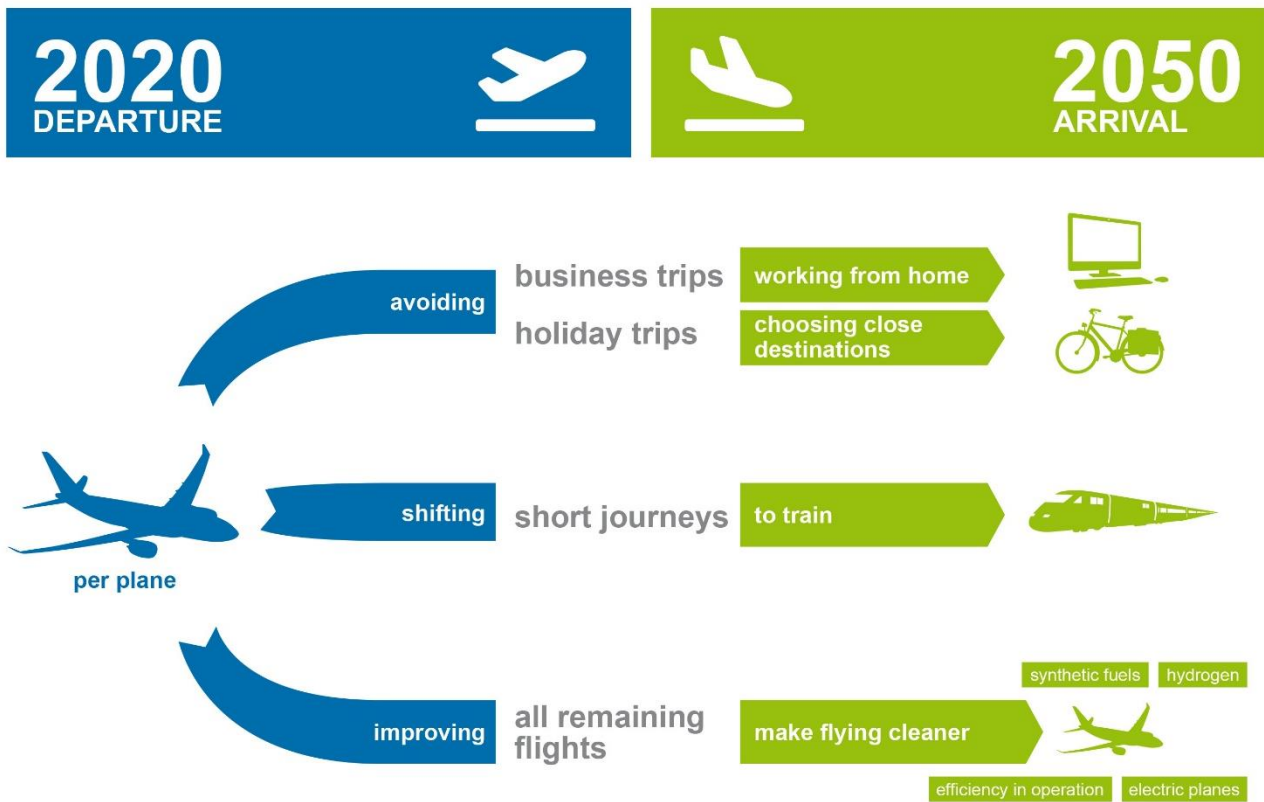 2020
DEPARTURE
2050
ARRIVAL
avoiding
business trips
working from home
holiday trips
choosing close
destinations
per plane
shifting
short journeys
to train
improving
all remaining
flights
make flying cleaner
synthetic fuels
hydrogen
efficiency in operation
electric planes